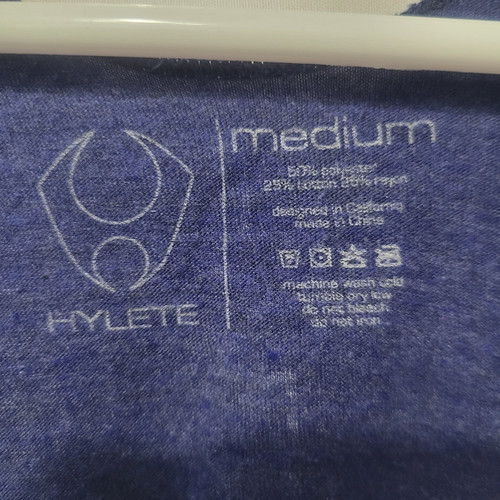 HYLETE
medium
50% polyester
25% cotton 25% rayon
designed in California
made in China
machine wash cold
tumble dry low
do not bleach
do not iron